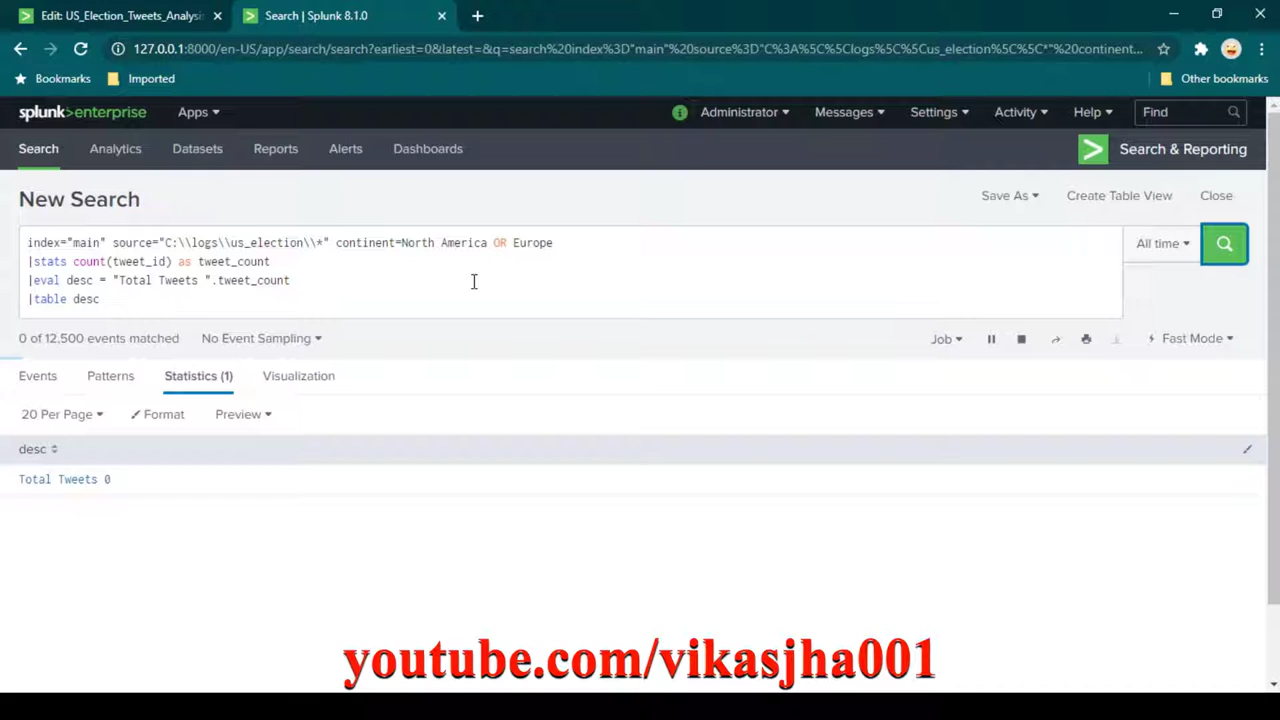 Edit: US_Election_Tweets_Analysis
Search | Splunk 8.1.0
127.0.0.1:8000/en-US/app/search/search?earliest=0&latest=&q=search%20index%3D"main"%20source%3D"C%3A%5C%5Clogs%5C%5Cus_election%5C%5C*"%20continent...
Bookmarks
Imported
Other bookmarks
splunk>enterprise
Apps
Administrator
Messages
Settings
Activity
Help
Find
Search
Analytics
Datasets
Reports
Alerts
Dashboards
Search & Reporting
New Search
Save As
Create Table View
Close
index="main" source="C:\\logs\\us_election\\*" continent=North America OR Europe
|stats count(tweet_id) as tweet_count
|eval desc = "Total Tweets ".tweet_count
|table desc
All time
0 of 12,500 events matched
No Event Sampling
Job
Fast Mode
Events
Patterns
Statistics (1)
Visualization
20 Per Page
Format
Preview
desc
Total Tweets 0
youtube.com/vikasjha001